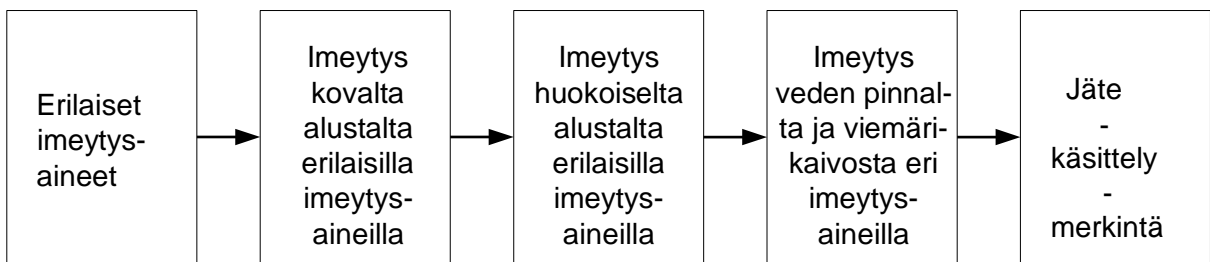 Erilaiset
imeytys-
aineet
Imeytys
kovalta
alustalta
erilaisilla
imeytys-
aineilla
Imeytys
huokoiselta
alustalta
erilaisilla
imeytys-
aineilla
Imeytys
veden pinnal-
ta ja viemäri-
kaivosta eri
imeytys-
aineilla
Jäte
-
käsittely
-
merkintä